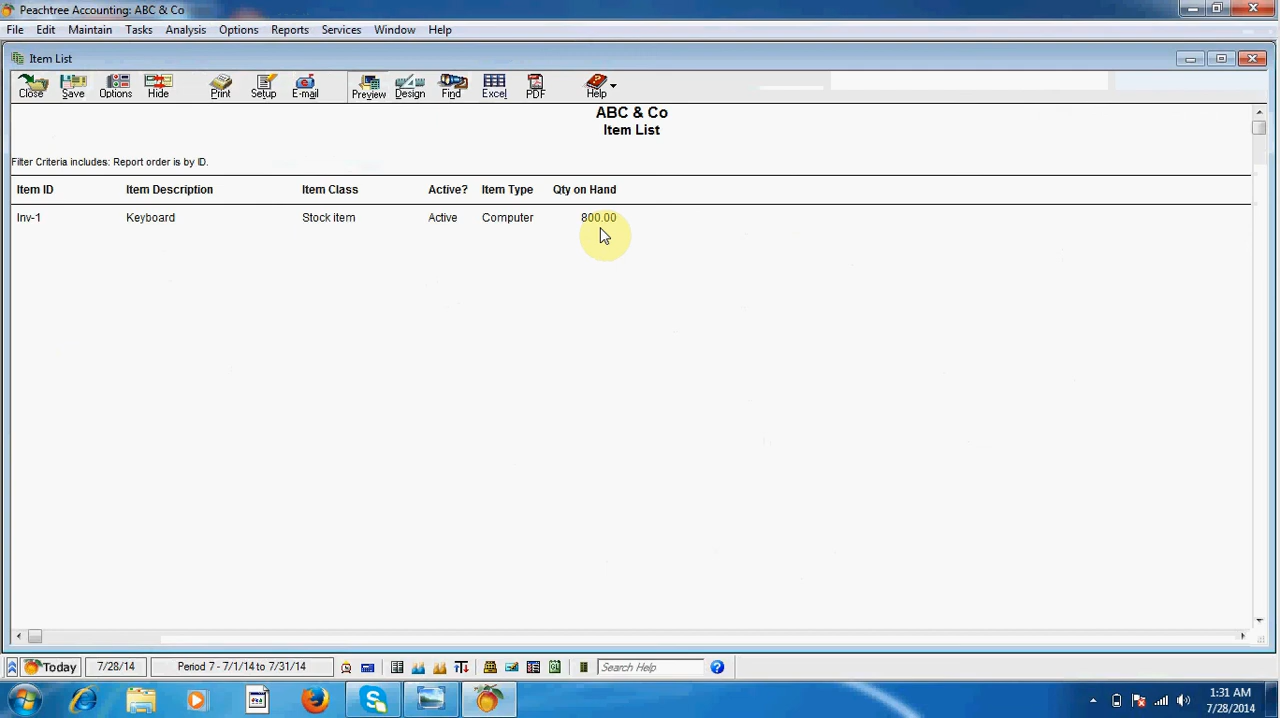 Peachtree Accounting: ABC & Co
File Edit Maintain Tasks Analysis Options Reports Services Window Help
Item List
Close Save Options Hide Print Setup E-mail Preview Design Find Excel PDF Help
ABC & Co
Item List
Filter Criteria includes: Report order is by ID.
Item ID Item Description Item Class Active? Item Type Qty on Hand
Inv-1 Keyboard Stock item Active Computer 800.00
Today 7/28/14 Period 7 - 7/1/14 to 7/31/14 Search Help
1:31 AM
7/28/2014